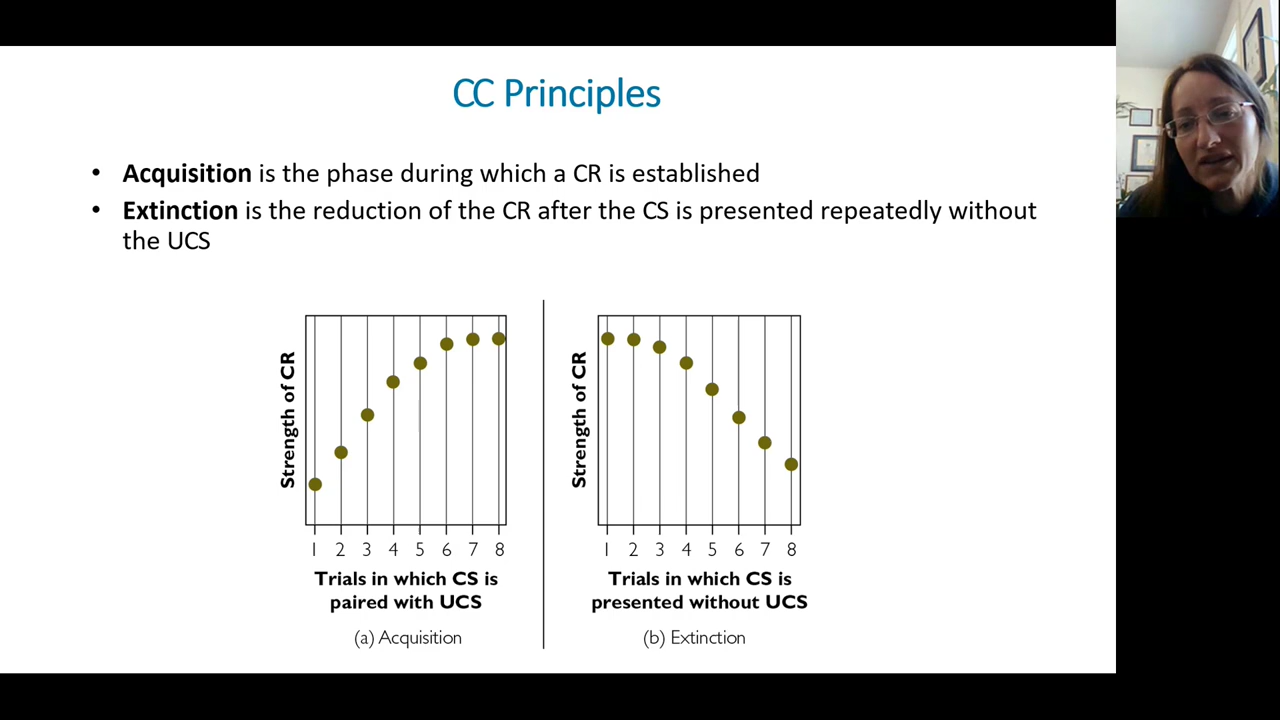 CC Principles
• Acquisition is the phase during which a CR is established
• Extinction is the reduction of the CR after the CS is presented repeatedly without
the UCS
Strength of CR
1 2 3 4 5 6 7 8
Trials in which CS is
paired with UCS
(a) Acquisition
Strength of CR
1 2 3 4 5 6 7 8
Trials in which CS is
presented without UCS
(b) Extinction